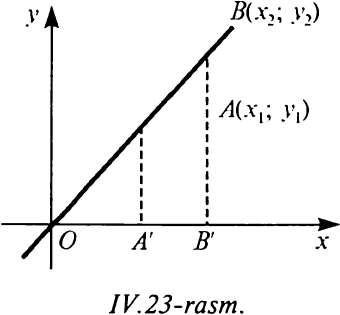 y
B(x₂; y₂)
A(x₁; y₁)
O
A'
B'
x
IV.23-rasm.